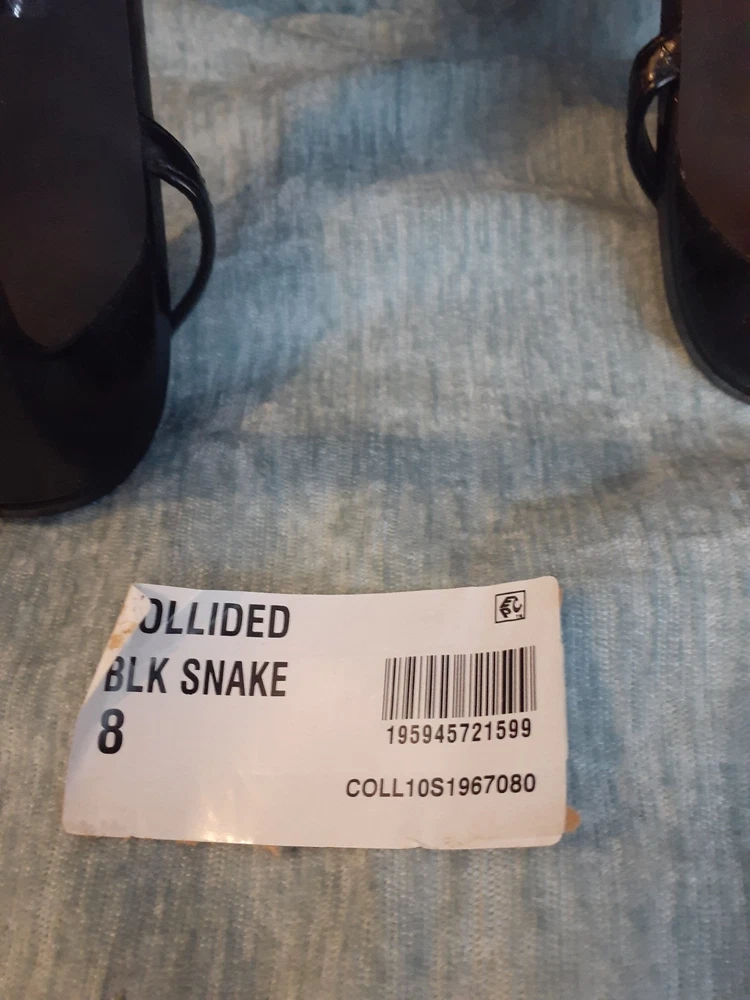 OLLIDED
BLK SNAKE
8
195945721599
COLL10S1967080